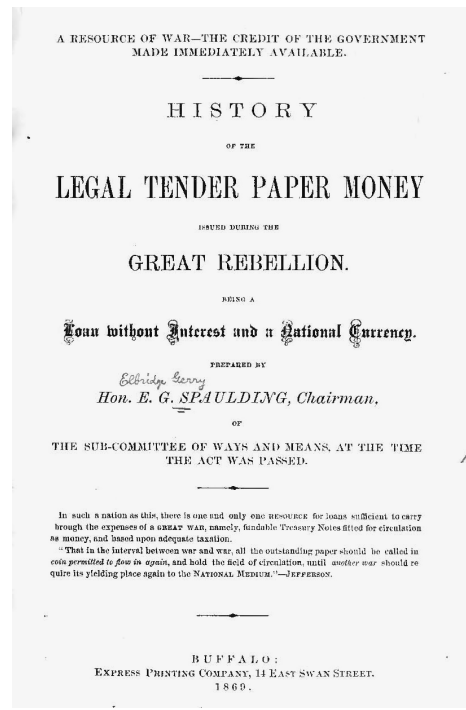 A RESOURCE OF WAR—THE CREDIT OF THE GOVERNMENT
MADE IMMEDIATELY AVAILABLE.
HISTORY
OF THE
LEGAL TENDER PAPER MONEY
ISSUED DURING THE
GREAT REBELLION.
BEING A
Loan without Interest and a National Currency.
PREPARED BY
Elbridge Gerry
Hon. E. G. SPAULDING, Chairman.
OF
THE SUB-COMMITTEE OF WAYS AND MEANS, AT THE TIME
THE ACT WAS PASSED.
In such a nation as this, there is one and only one RESOURCE for loans sufficient to carry
hrough the expenses of a GREAT WAR, namely, fundable Treasury Notes fitted for circulation
as money, and based upon adequate taxation.
"That in the interval between war and war, all the outstanding paper should be called in
coin permitted to flow in again, and hold the field of circulation, until another war should re
quire its yielding place again to the NATIONAL MEDIUM."—JEFFERSON.
BUFFALO:
EXPRESS PRINTING COMPANY, 14 EAST SWAN STREET.
1869.